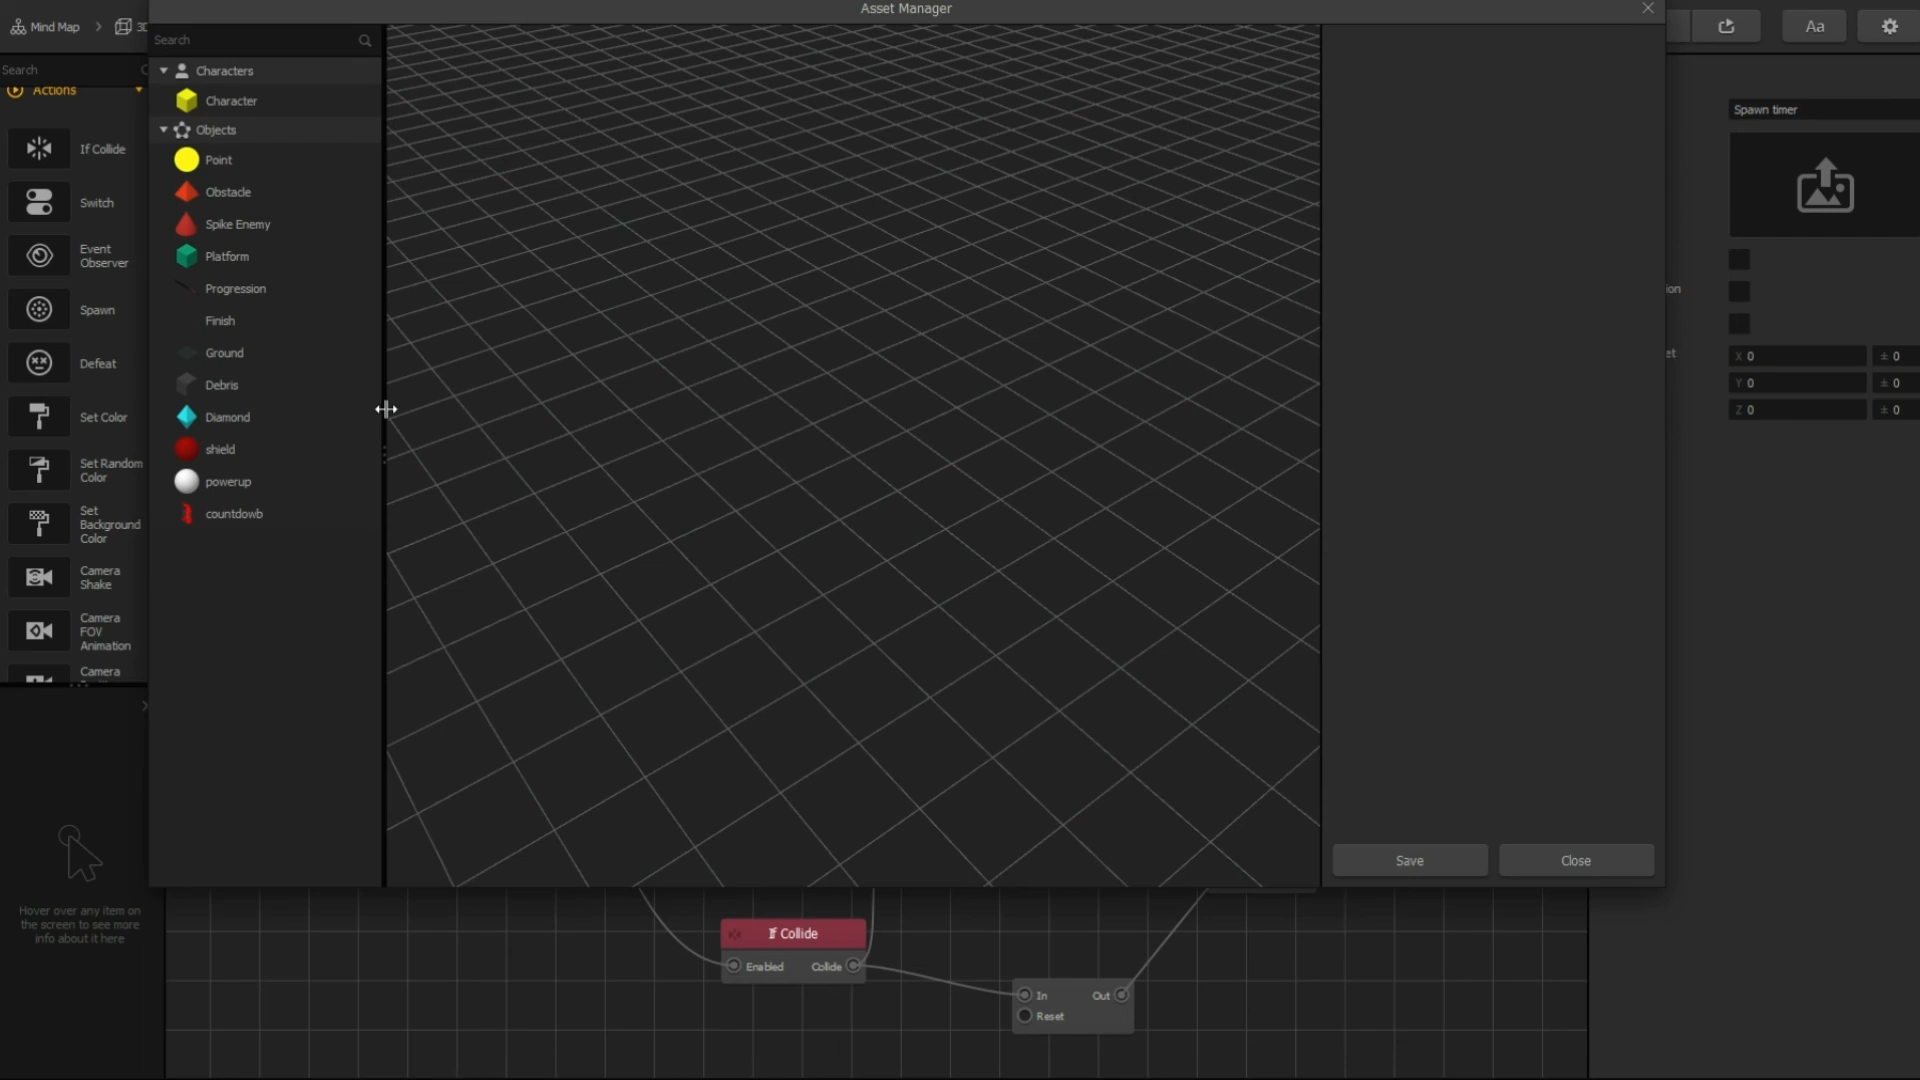 Asset Manager
Mind Map
Aa
Search
Search
Actions
If Collide
Switch
Event
Observer
Spawn
Defeat
Set Color
Set Random
Color
Set
Background
Color
Camera
Shake
Camera
FOV
Animation
Camera
Hover over any item on
the screen to see more
info about it here
Characters
Character
Objects
Point
Obstacle
Spike Enemy
Platform
Progression
Finish
Ground
Debris
Diamond
shield
powerup
countdowb
Save
Close
Spawn timer
ion
et
X 0
± 0
Y 0
± 0
Z 0
± 0
If Collide
Enabled
Collide
In
Out
Reset